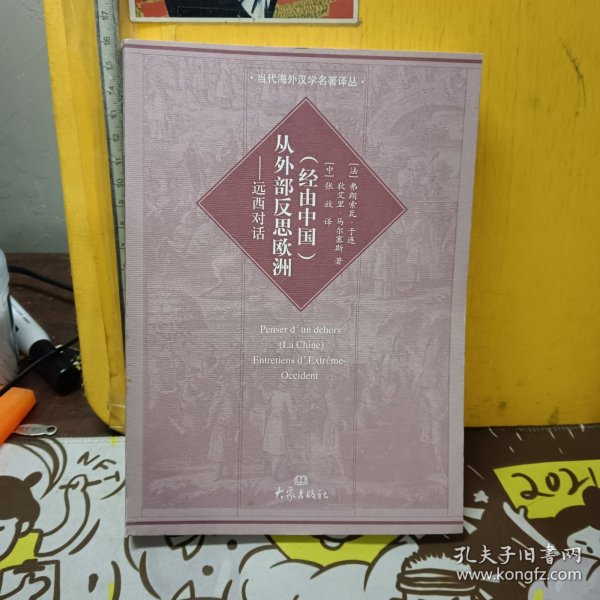 ·当代海外汉学名著译丛·
(经由中国)
从外部反思欧洲
——远西对话
[法] 弗朗索瓦·于连
狄艾里·马尔塞斯 著
[中] 张放 译
Penser d' un dehors
(La Chine)
Entretiens d' Extrême-
Occident
大象出版社
2021
NFT
孔夫子旧书网
www.kongfz.com